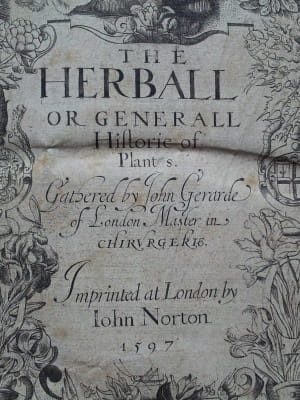 THE
HERBALL
OR GENERALL
Historie of
Plantes.
Gathered by John Gerarde
of London Master in
CHIRVRGERIE.
Imprinted at London by
Iohn Norton
1597